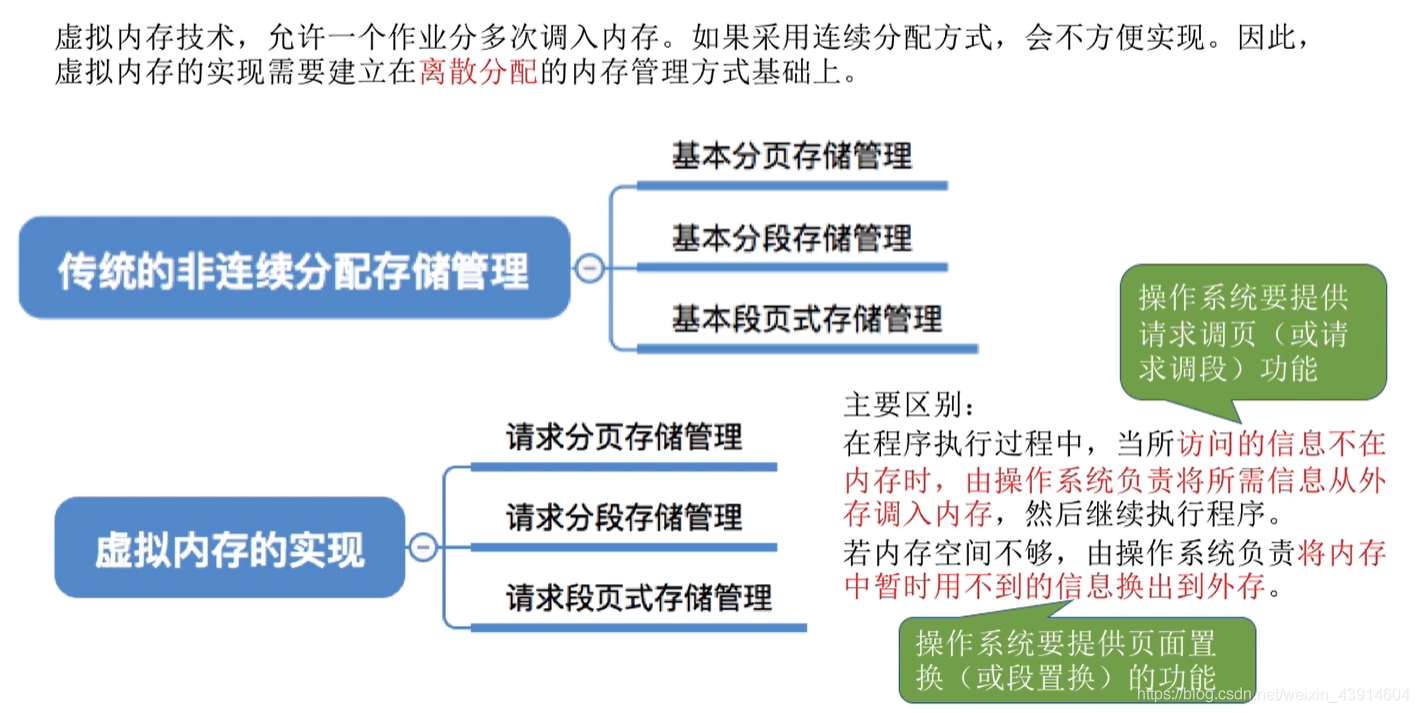 虚拟内存技术，允许一个作业分多次调入内存。如果采用连续分配方式，会不方便实现。因此，
虚拟内存的实现需要建立在离散分配的内存管理方式基础上。
基本分页存储管理
传统的非连续分配存储管理
基本分段存储管理
基本段页式存储管理
操作系统要提供
请求调页（或请
求调段）功能
请求分页存储管理
虚拟内存的实现
请求分段存储管理
请求段页式存储管理
主要区别：
在程序执行过程中，当所访问的信息不在
内存时，由操作系统负责将所需信息从外
存调入内存，然后继续执行程序。
若内存空间不够，由操作系统负责将内存
中暂时用不到的信息换出到外存。
操作系统要提供页面置
换（或段置换）的功能
https://blog.csdn.net/weixin_43914604